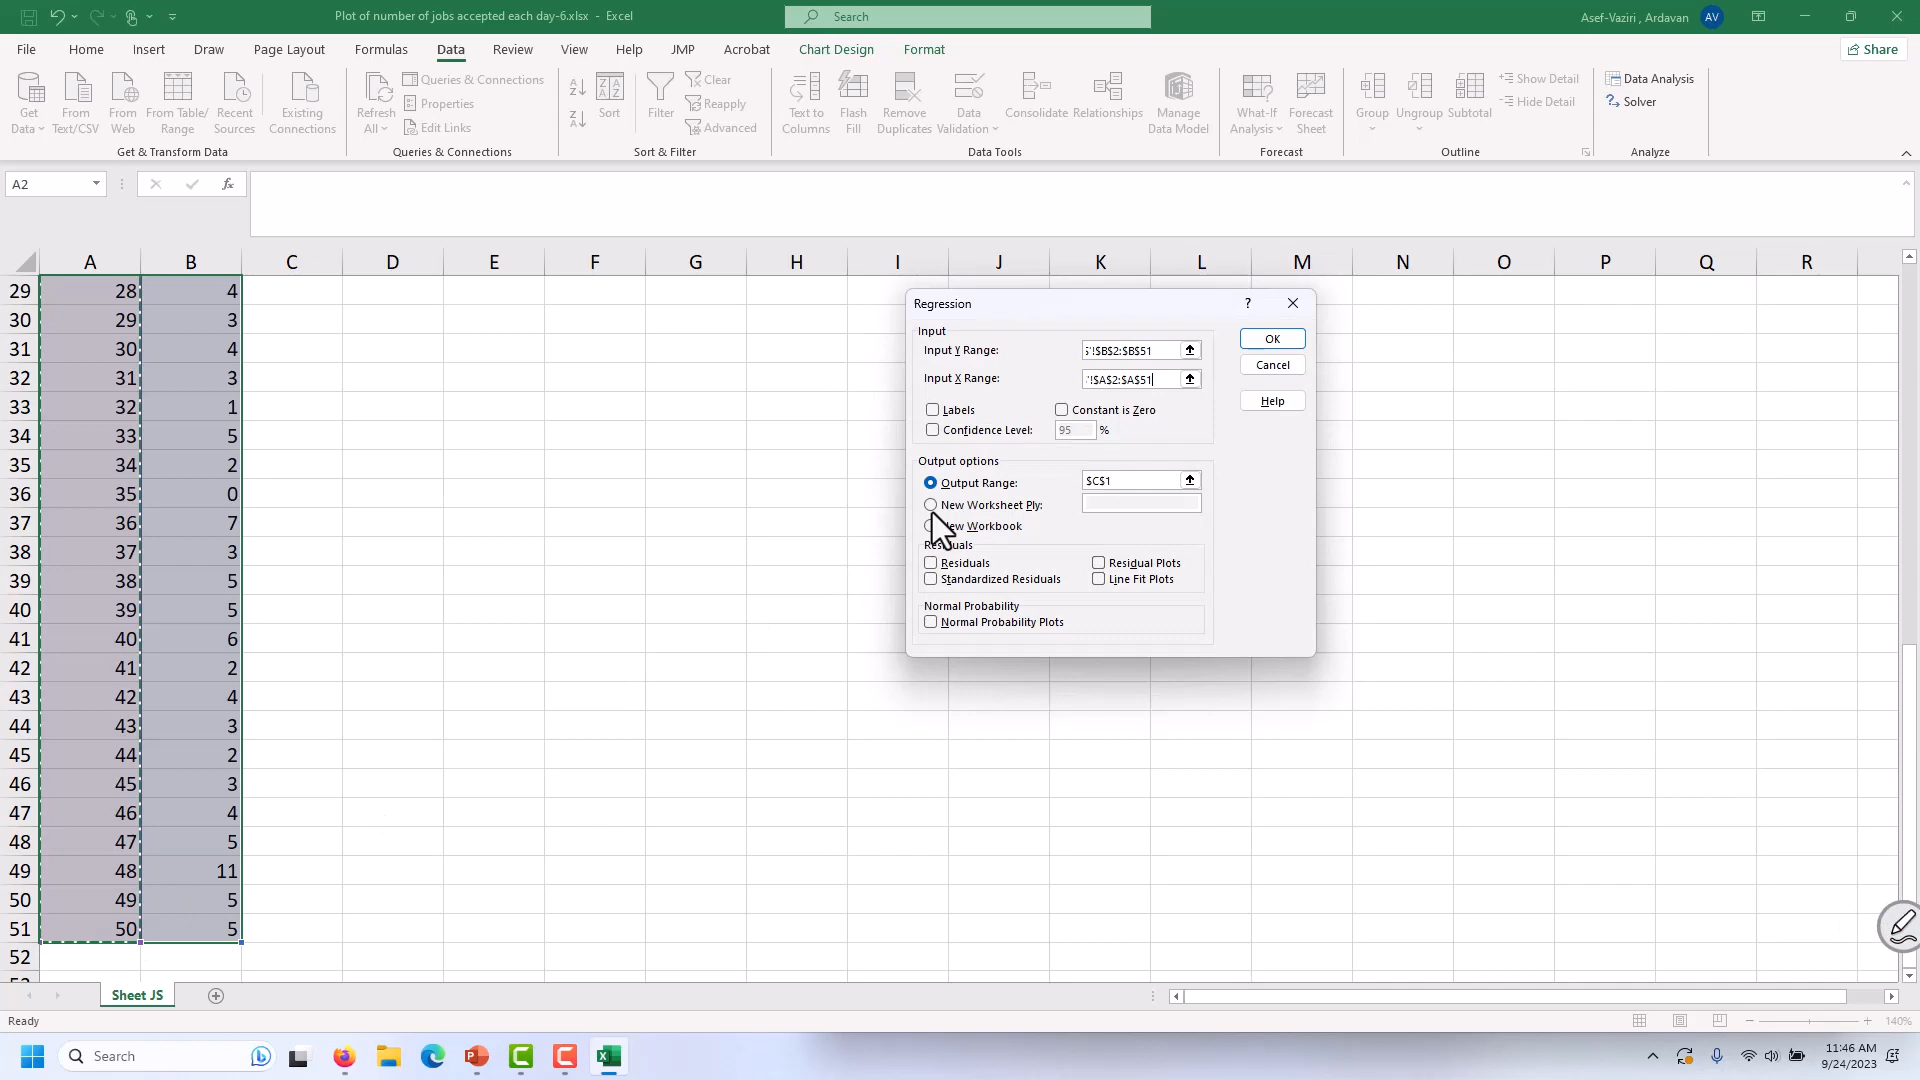 Plot of number of jobs accepted each day-6.xlsx - Excel
Search
Asef-Vaziri , Ardavan AV
File Home Insert Draw Page Layout Formulas Data Review View Help JMP Acrobat Chart Design Format Share
Get Data
From Text/CSV
From Web
From Table/ Range
Recent Sources
Existing Connections
Get & Transform Data
Refresh All
Queries & Connections
Properties
Edit Links
Queries & Connections
Sort
Filter
Clear
Reapply
Advanced
Sort & Filter
Text to Columns
Flash Fill
Remove Duplicates
Data Validation
Consolidate
Relationships
Manage Data Model
Data Tools
What-If Analysis
Forecast Sheet
Forecast
Group
Ungroup
Subtotal
Show Detail
Hide Detail
Outline
Data Analysis
Solver
Analyze
A2
fx
A B C D E F G H I J K L M N O P Q R
29 28 4
30 29 3
31 30 4
32 31 3
33 32 1
34 33 5
35 34 2
36 35 0
37 36 7
38 37 3
39 38 5
40 39 5
41 40 6
42 41 2
43 42 4
44 43 3
45 44 2
46 45 3
47 46 4
48 47 5
49 48 11
50 49 5
51 50 5
52
Regression ?
Input
Input Y Range: '!$B$2:$B$51
Input X Range: '!$A$2:$A$51
Labels Constant is Zero
Confidence Level: 95 %
OK
Cancel
Help
Output options
Output Range: $C$1
New Worksheet Ply:
ew Workbook
Residuals
Residuals Residual Plots
Standardized Residuals Line Fit Plots
Normal Probability
Normal Probability Plots
Sheet JS
Ready
140%
Search
11:46 AM
9/24/2023